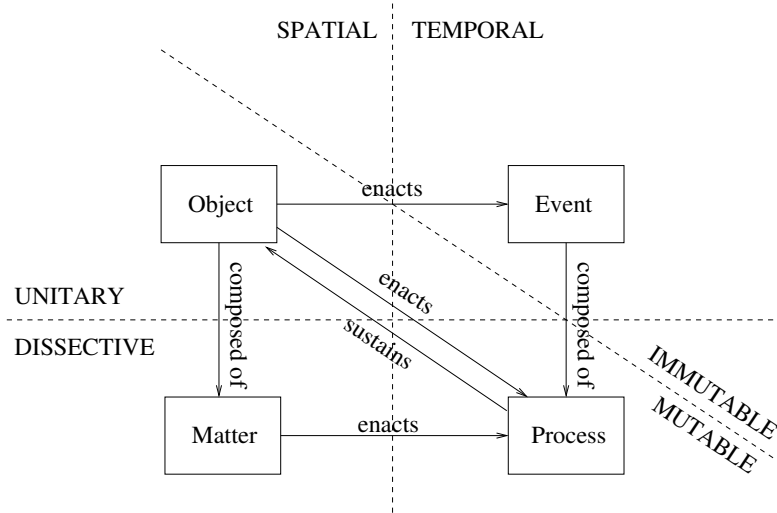 SPATIAL
TEMPORAL
Object
enacts
Event
composed of
enacts
sustains
composed of
UNITARY
DISSECTIVE
IMMUTABLE
MUTABLE
Matter
enacts
Process